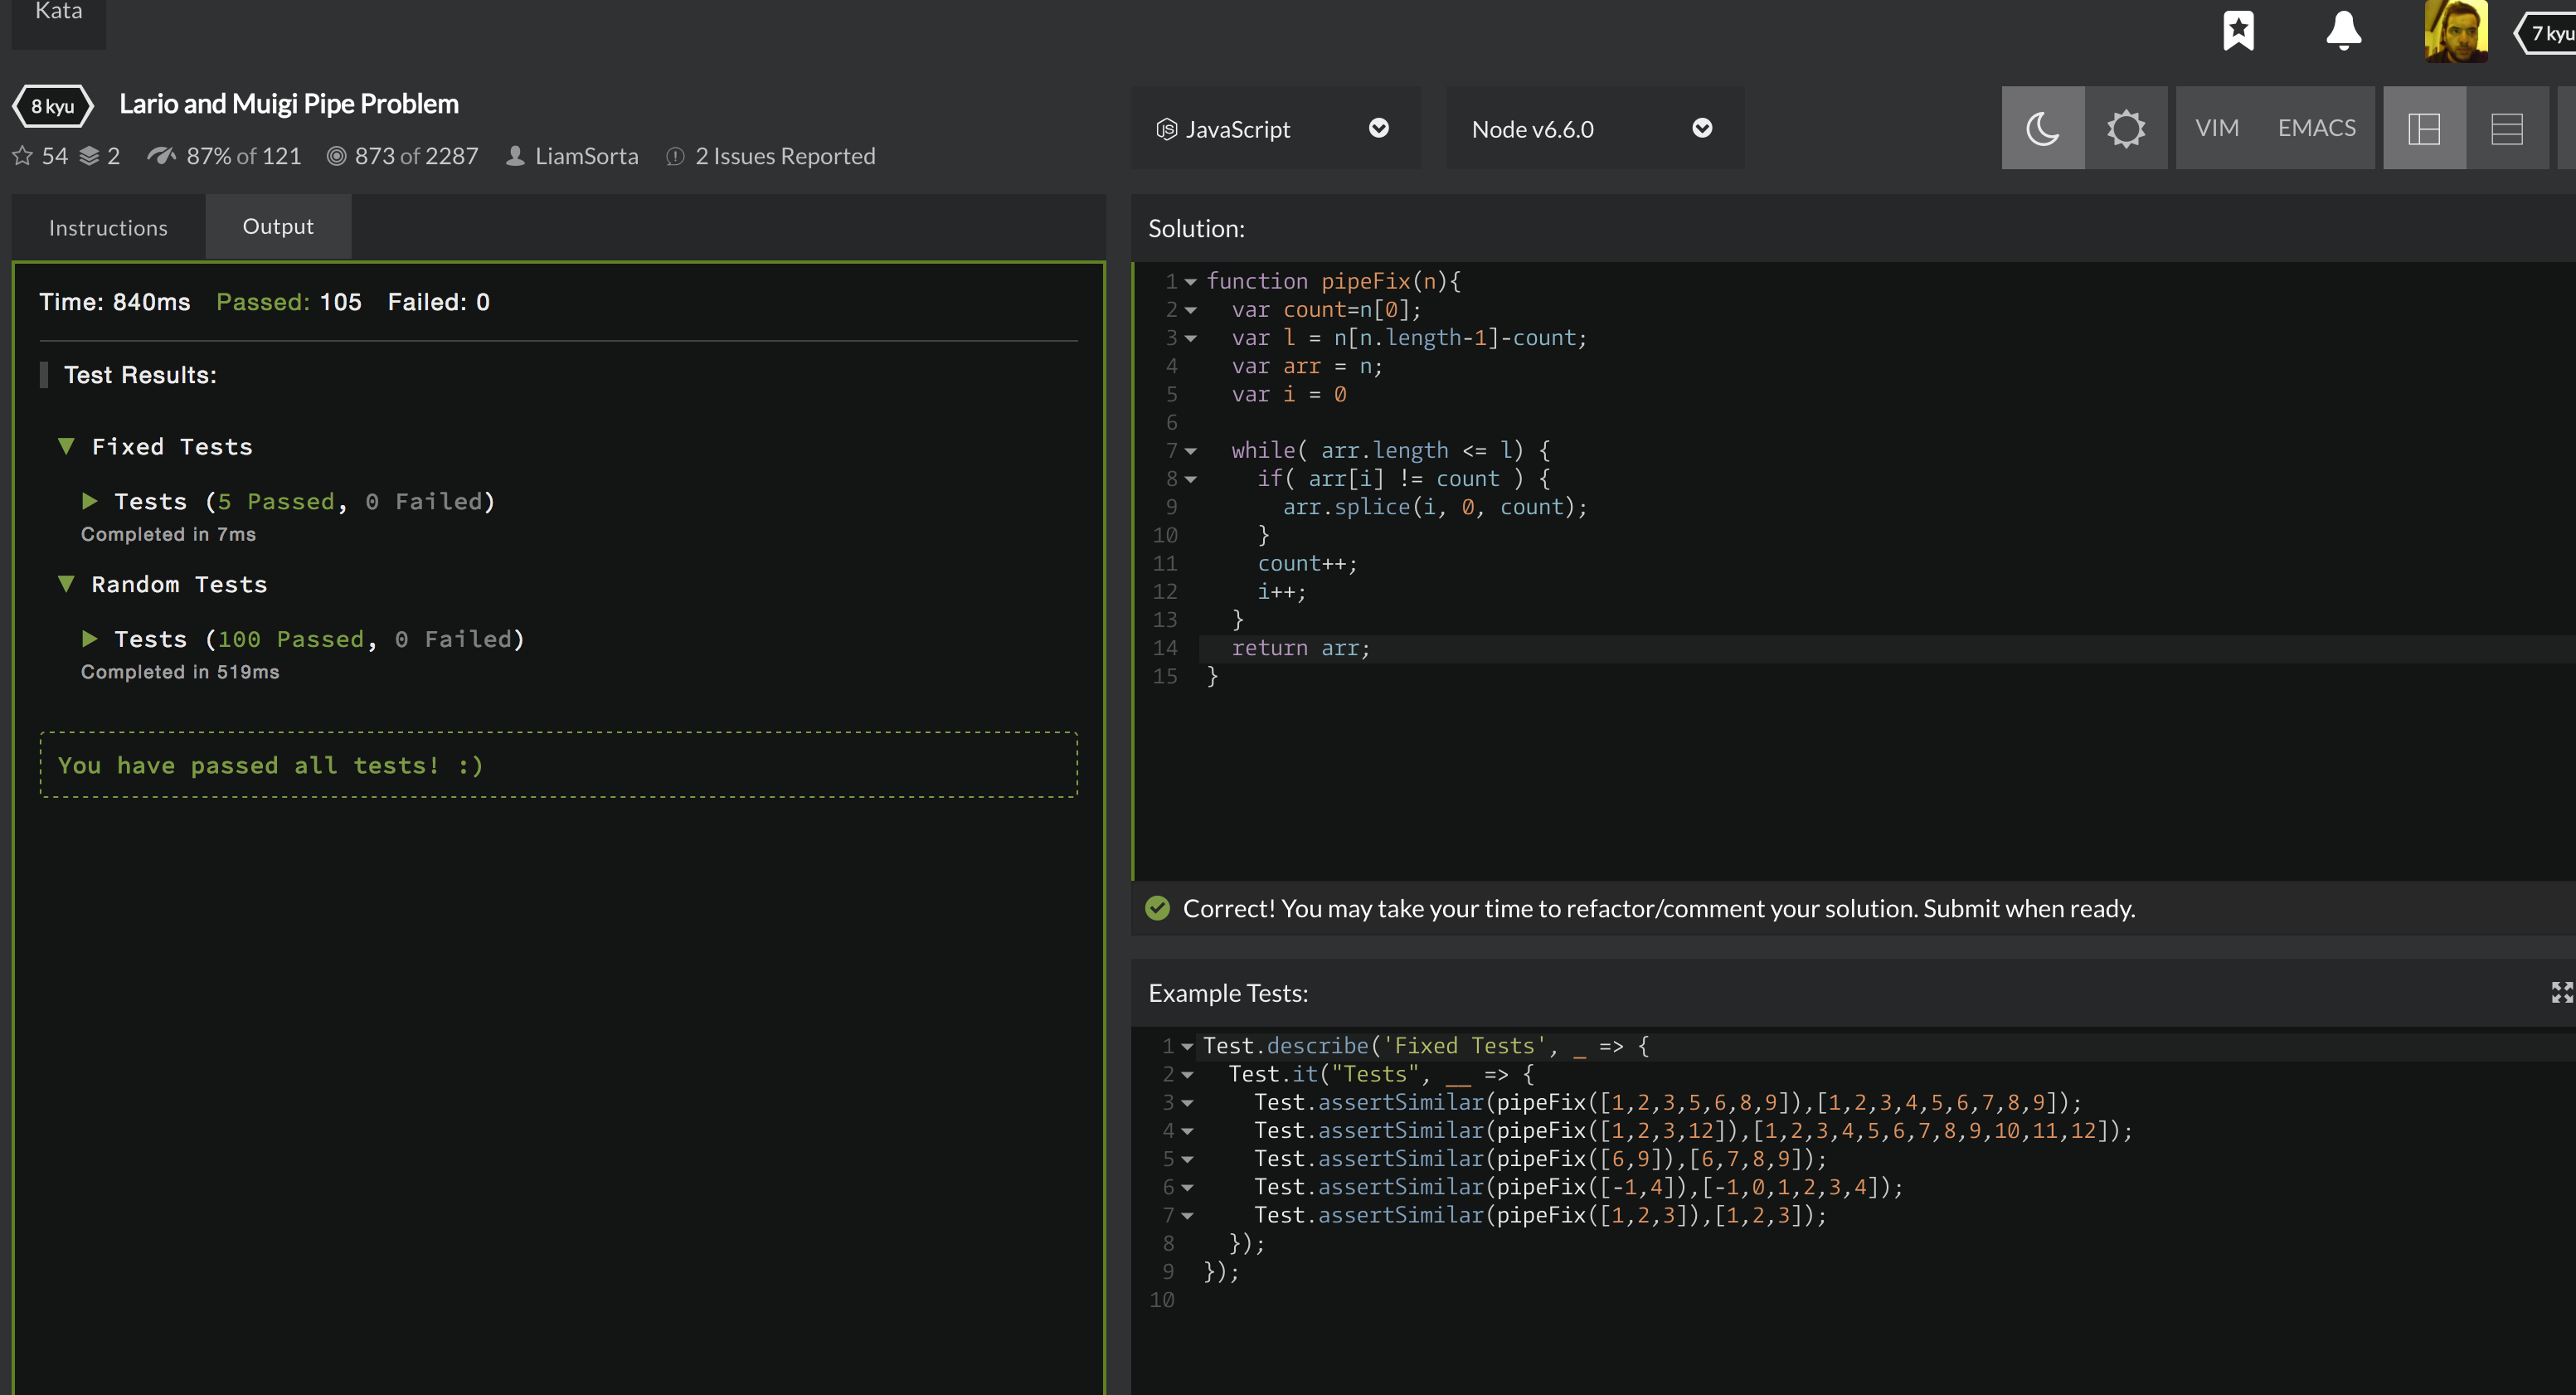 Kata
7 kyu
8 kyu Lario and Muigi Pipe Problem
54 2 87% of 121 873 of 2287 LiamSorta 2 Issues Reported
JavaScript Node v6.6.0 VIM EMACS
Instructions Output
Time: 840ms Passed: 105 Failed: 0
Test Results:
Fixed Tests
Tests (5 Passed, 0 Failed)
Completed in 7ms
Random Tests
Tests (100 Passed, 0 Failed)
Completed in 519ms
You have passed all tests! :)
Solution:
1 function pipeFix(n){
2   var count=n[0];
3   var l = n[n.length-1]-count;
4   var arr = n;
5   var i = 0
6
7   while( arr.length <= l) {
8     if( arr[i] != count ) {
9       arr.splice(i, 0, count);
10     }
11     count++;
12     i++;
13   }
14   return arr;
15 }
Correct! You may take your time to refactor/comment your solution. Submit when ready.
Example Tests:
1 Test.describe('Fixed Tests', _ => {
2   Test.it("Tests", __ => {
3     Test.assertSimilar(pipeFix([1,2,3,5,6,8,9]),[1,2,3,4,5,6,7,8,9]);
4     Test.assertSimilar(pipeFix([1,2,3,12]),[1,2,3,4,5,6,7,8,9,10,11,12]);
5     Test.assertSimilar(pipeFix([6,9]),[6,7,8,9]);
6     Test.assertSimilar(pipeFix([-1,4]),[-1,0,1,2,3,4]);
7     Test.assertSimilar(pipeFix([1,2,3]),[1,2,3]);
8   });
9 });
10